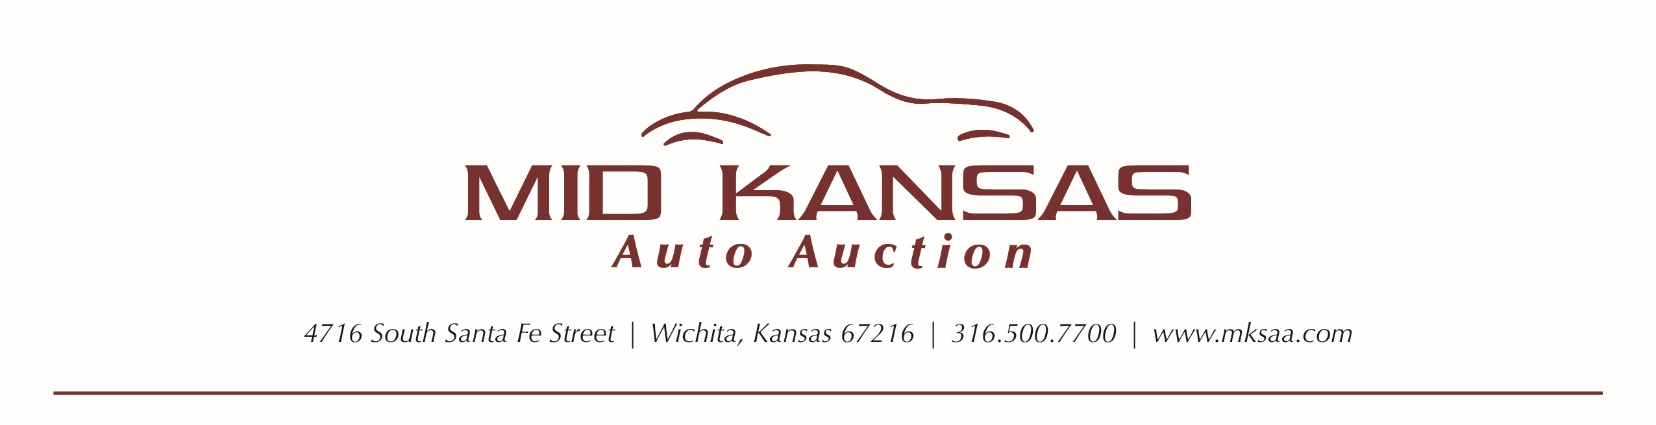 MID KANSAS
Auto Auction
4716 South Santa Fe Street | Wichita, Kansas 67216 | 316.500.7700 | www.mksaa.com